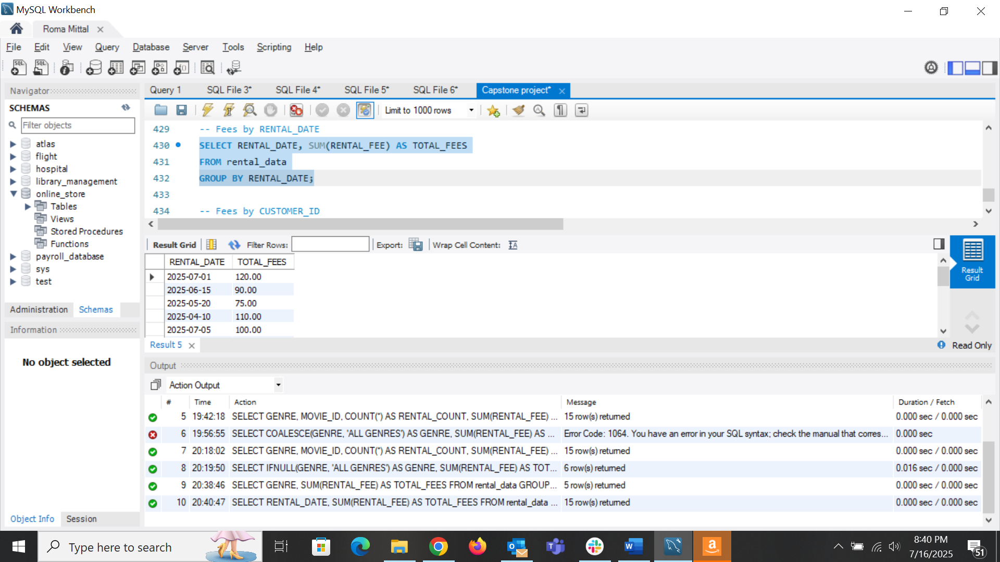 MySQL Workbench
Roma Mittal
File Edit View Query Database Server Tools Scripting Help
Navigator
SCHEMAS
Filter objects
atlas
flight
hospital
library_management
online_store
Tables
Views
Stored Procedures
Functions
payroll_database
sys
test
Administration Schemas
Information
No object selected
Object Info Session
Query 1 SQL File 3* SQL File 4* SQL File 5* SQL File 6* Capstone project*
Limit to 1000 rows
429 -- Fees by RENTAL_DATE
430 SELECT RENTAL_DATE, SUM(RENTAL_FEE) AS TOTAL_FEES
431 FROM rental_data
432 GROUP BY RENTAL_DATE;
433
434 -- Fees by CUSTOMER_ID
Result Grid Filter Rows: Export: Wrap Cell Content:
RENTAL_DATE TOTAL_FEES
2025-07-01 120.00
2025-06-15 90.00
2025-05-20 75.00
2025-04-10 110.00
2025-07-05 100.00
Result Grid
Result 5
Read Only
Output
Action Output
# Time Action Message Duration / Fetch
5 19:42:18 SELECT GENRE, MOVIE_ID, COUNT(*) AS RENTAL_COUNT, SUM(RENTAL_FEE) ... 15 row(s) returned 0.000 sec / 0.000 sec
6 19:56:55 SELECT COALESCE(GENRE, 'ALL GENRES') AS GENRE, SUM(RENTAL_FEE) AS ... Error Code: 1064. You have an error in your SQL syntax; check the manual that corres... 0.000 sec
7 20:18:02 SELECT GENRE, MOVIE_ID, COUNT(*) AS RENTAL_COUNT, SUM(RENTAL_FEE) ... 15 row(s) returned 0.000 sec / 0.000 sec
8 20:19:50 SELECT IFNULL(GENRE, 'ALL GENRES') AS GENRE, SUM(RENTAL_FEE) AS TOT... 6 row(s) returned 0.016 sec / 0.000 sec
9 20:38:46 SELECT GENRE, SUM(RENTAL_FEE) AS TOTAL_FEES FROM rental_data GROUP... 5 row(s) returned 0.000 sec / 0.000 sec
10 20:40:47 SELECT RENTAL_DATE, SUM(RENTAL_FEE) AS TOTAL_FEES FROM rental_data ... 15 row(s) returned 0.000 sec / 0.000 sec
Type here to search
8:40 PM
7/16/2025
51